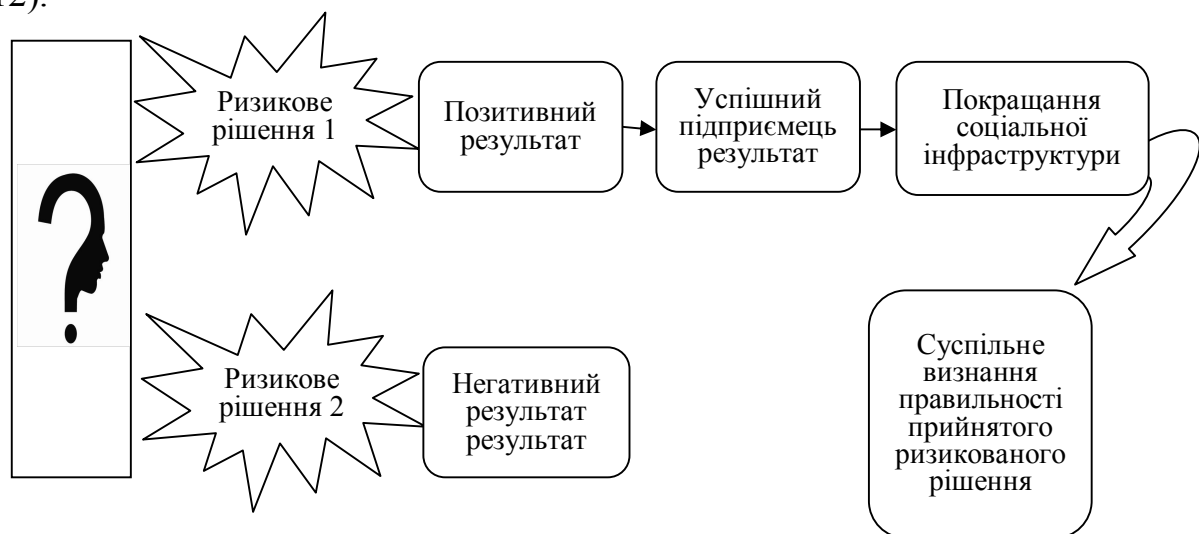 12).
Ризикове
рішення 1
Позитивний
результат
Успішний
підприємець
результат
Покращання
соціальної
інфраструктури
Ризикове
рішення 2
Негативний
результат
результат
Суспільне
визнання
правильності
прийнятого
ризикованого
рішення